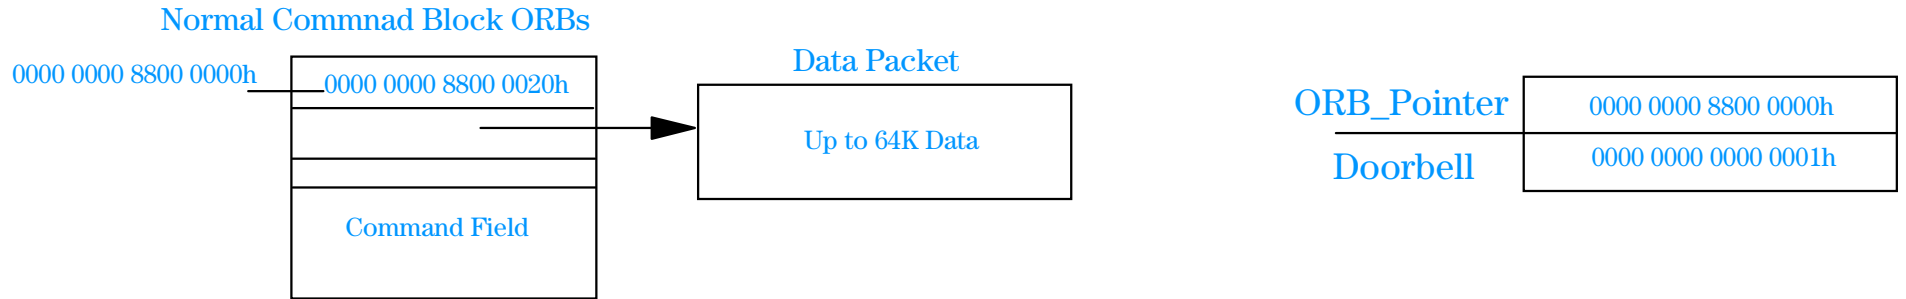 Normal Commnad Block ORBs
0000 0000 8800 0000h
0000 0000 8800 0020h
Command Field
Data Packet
Up to 64K Data
ORB_Pointer
0000 0000 8800 0000h
Doorbell
0000 0000 0000 0001h